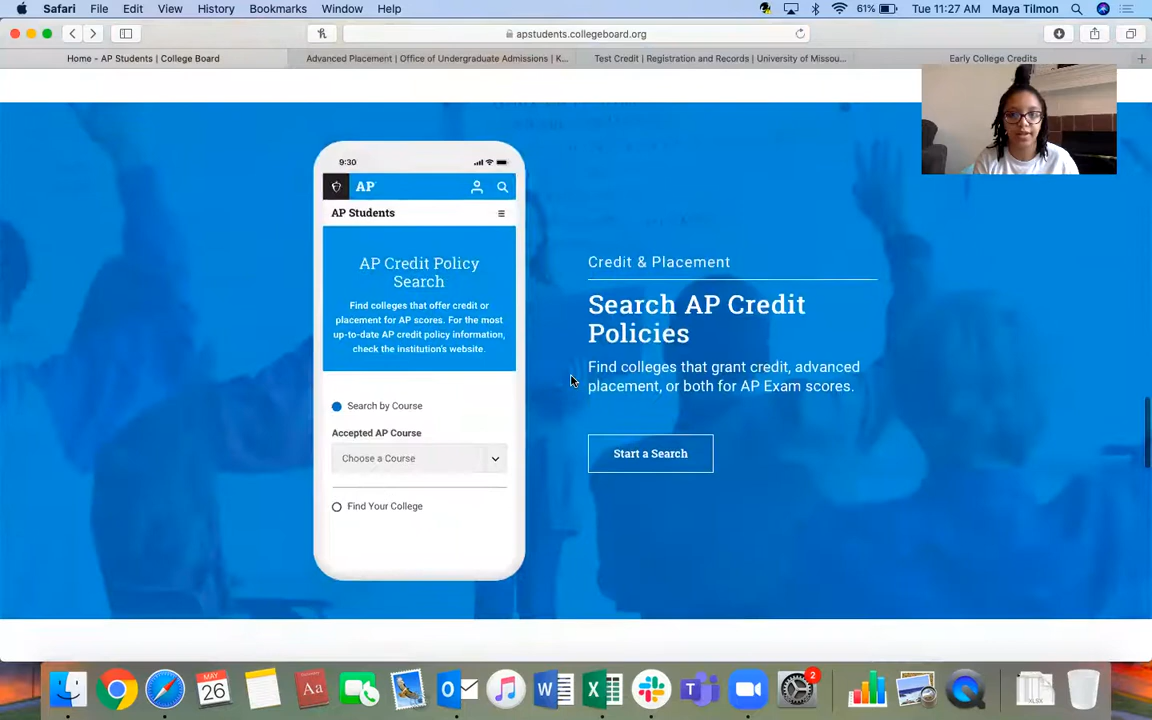 Safari File Edit View History Bookmarks Window Help 61% Tue 11:27 AM Maya Tilmon
apstudents.collegeboard.org
Home - AP Students | College Board Advanced Placement | Office of Undergraduate Admissions | K... Test Credit | Registration and Records | University of Missou... Early College Credits
9:30
AP
AP Students
AP Credit Policy
Search
Find colleges that offer credit or
placement for AP scores. For the most
up-to-date AP credit policy information,
check the institution's website.
Search by Course
Accepted AP Course
Choose a Course
Find Your College
Credit & Placement
Search AP Credit
Policies
Find colleges that grant credit, advanced
placement, or both for AP Exam scores.
Start a Search
MAY
26
Aa
2
XLSX